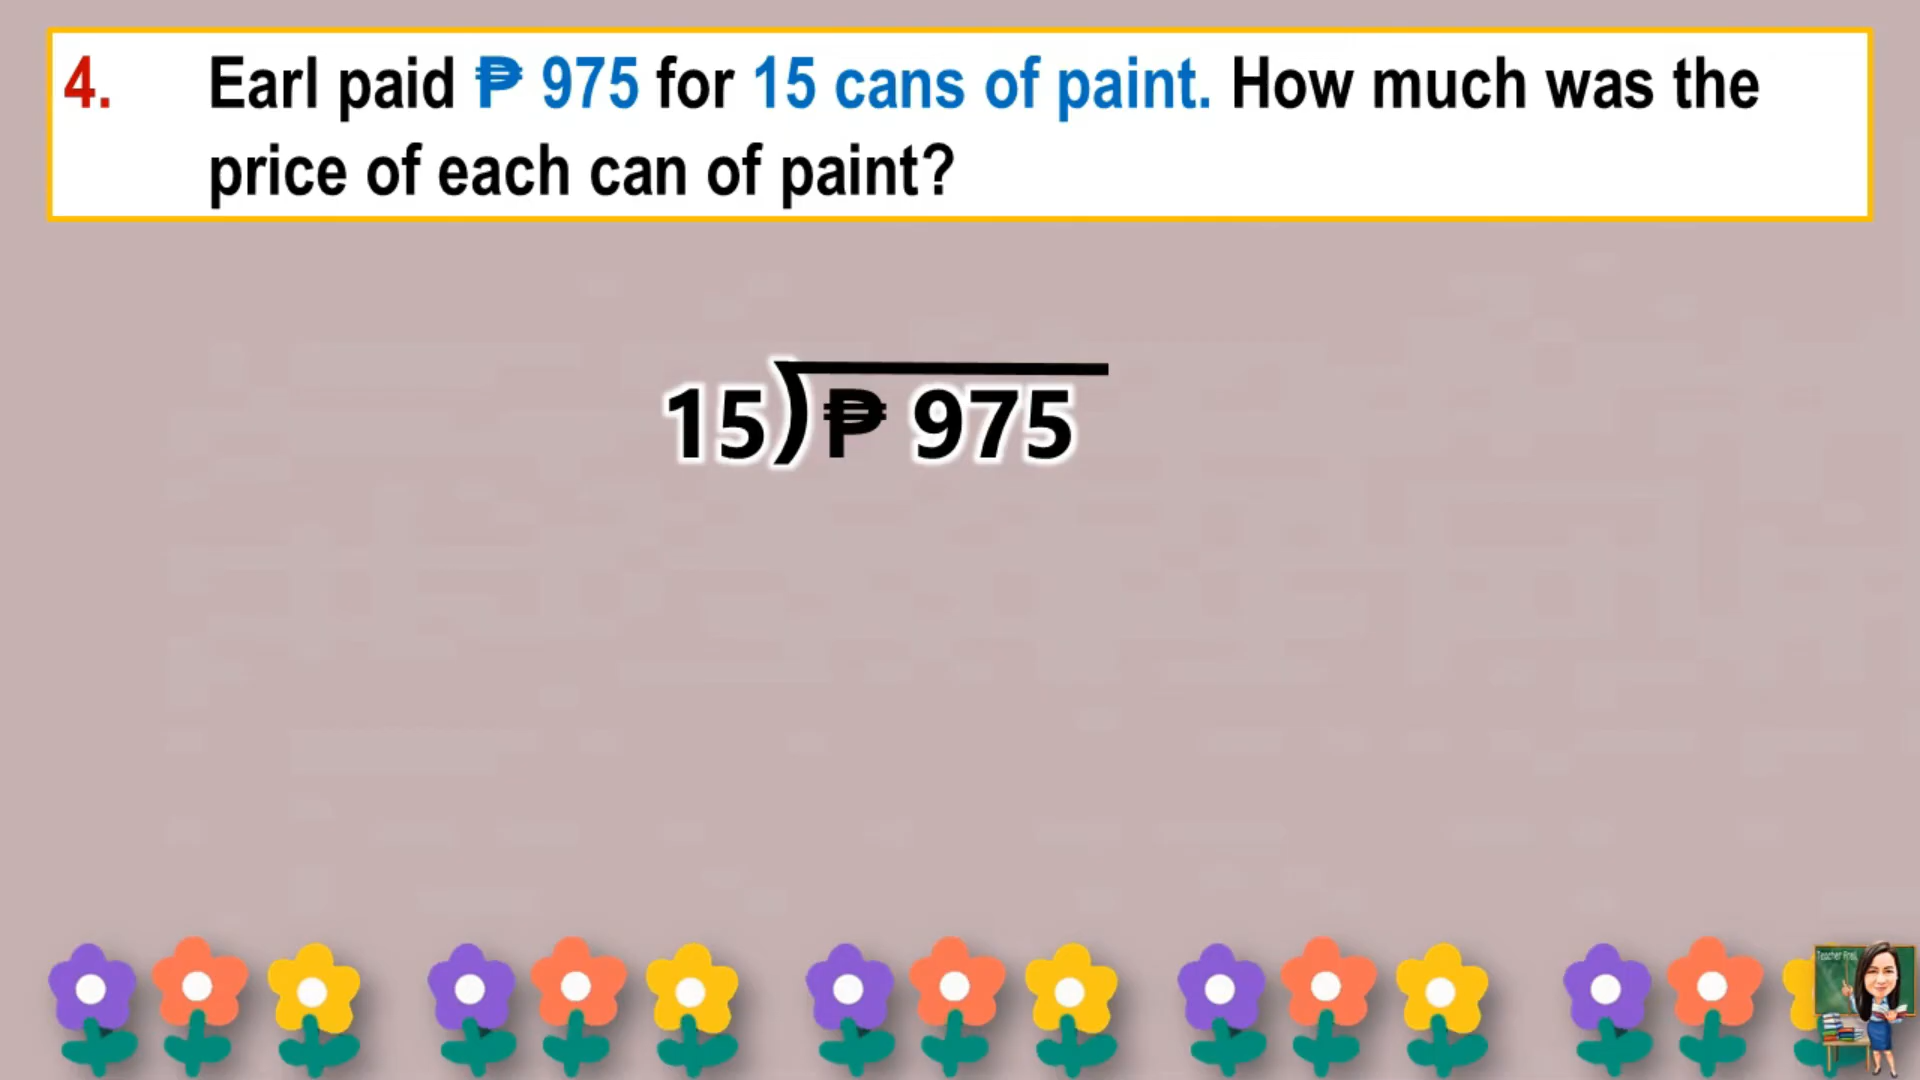 4. Earl paid ₱ 975 for 15 cans of paint. How much was the
price of each can of paint?
15)₱ 975